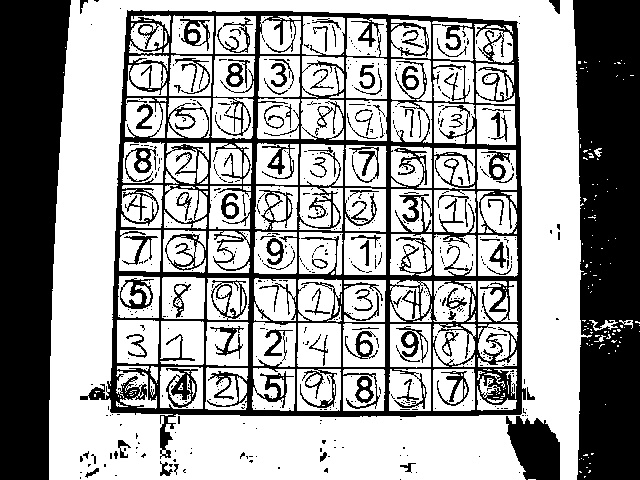 9 6 3 1 7 4 2 5 8
1 7 8 3 2 5 6 4 9
2 5 4 6 8 9 7 3 1
8 2 1 4 3 7 5 9 6
4 9 6 8 5 2 3 1 7
7 3 5 9 6 1 8 2 4
5 8 9 7 1 3 4 6 2
3 1 7 2 4 6 9 8 5
6 4 2 5 9 8 1 7 3